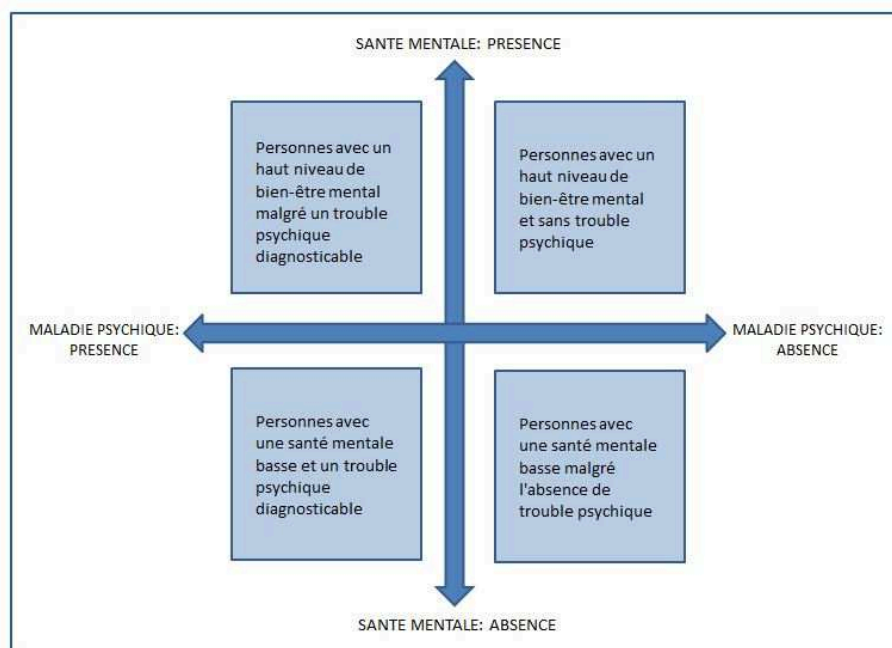 SANTE MENTALE: PRESENCE
Personnes avec un
haut niveau de
bien-être mental
malgré un trouble
psychique
diagnosticable
Personnes avec un
haut niveau de
bien-être mental
et sans trouble
psychique
MALADIE PSYCHIQUE:
PRESENCE
MALADIE PSYCHIQUE:
ABSENCE
Personnes avec
une santé mentale
basse et un trouble
psychique
diagnosticable
Personnes avec
une santé mentale
basse malgré
l'absence de
trouble psychique
SANTE MENTALE: ABSENCE